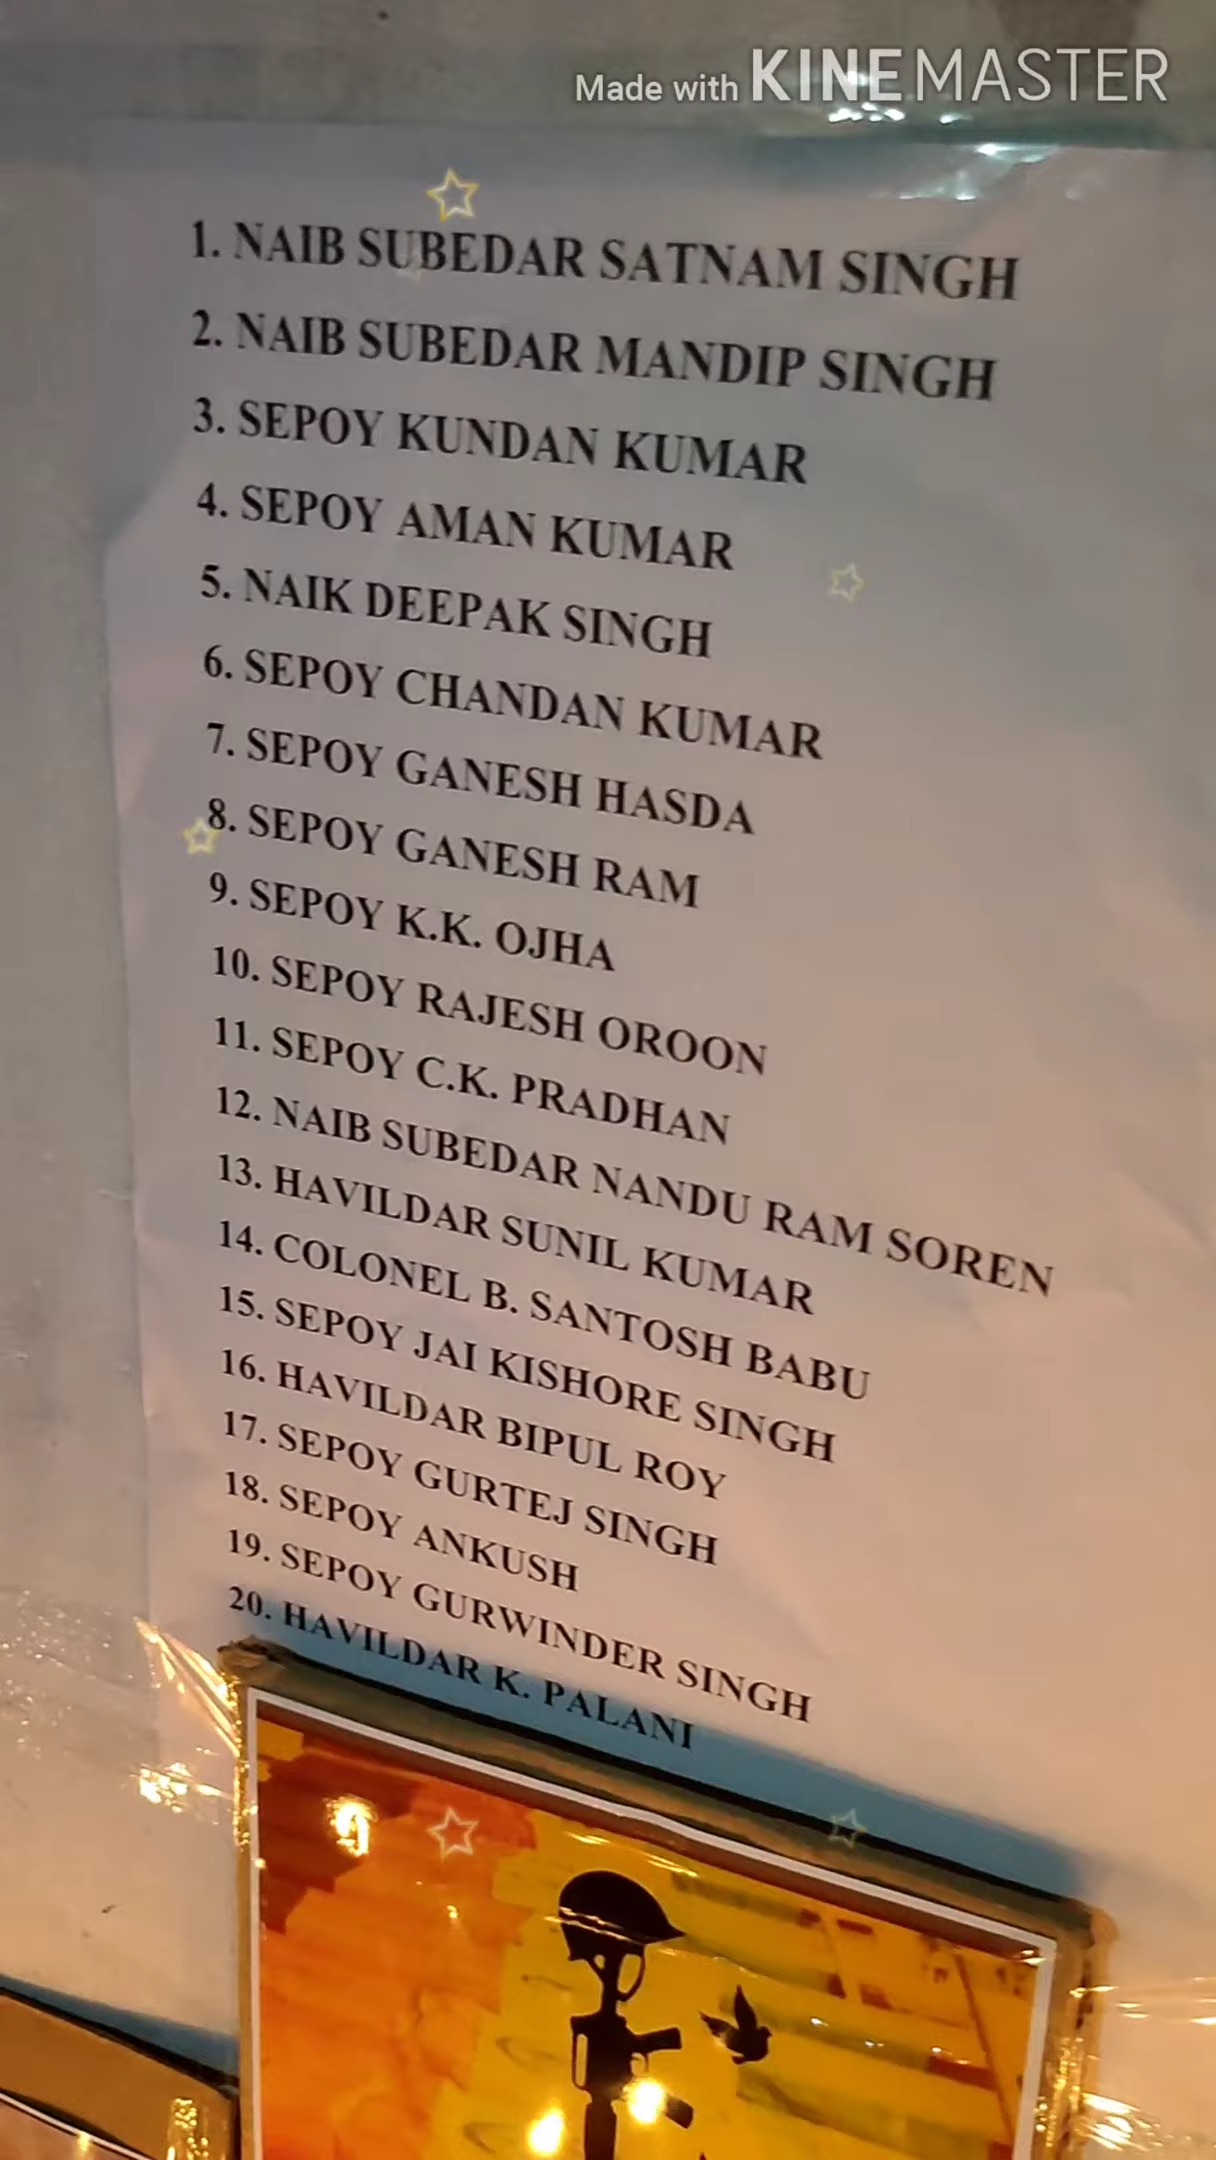 Made with KINEMASTER
1. NAIB SUBEDAR SATNAM SINGH
2. NAIB SUBEDAR MANDIP SINGH
3. SEPOY KUNDAN KUMAR
4. SEPOY AMAN KUMAR
5. NAIK DEEPAK SINGH
6. SEPOY CHANDAN KUMAR
7. SEPOY GANESH HASDA
8. SEPOY GANESH RAM
9. SEPOY K.K. OJHA
10. SEPOY RAJESH OROON
11. SEPOY C.K. PRADHAN
12. NAIB SUBEDAR NANDU RAM SOREN
13. HAVILDAR SUNIL KUMAR
14. COLONEL B. SANTOSH BABU
15. SEPOY JAI KISHORE SINGH
16. HAVILDAR BIPUL ROY
17. SEPOY GURTEJ SINGH
18. SEPOY ANKUSH
19. SEPOY GURWINDER SINGH
20. HAVILDAR K. PALANI